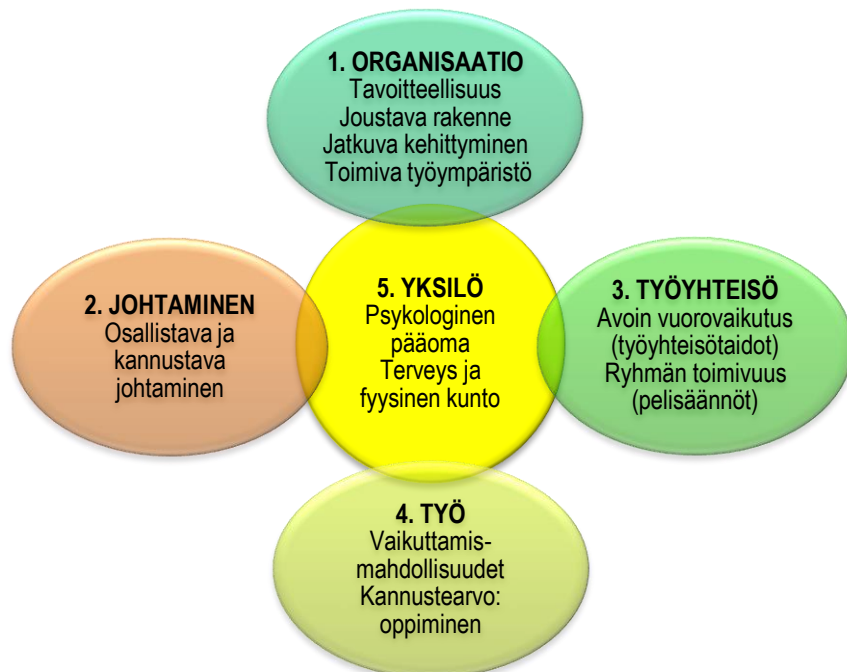 1. ORGANISAATIO
Tavoitteellisuus
Joustava rakenne
Jatkuva kehittyminen
Toimiva työympäristö
2. JOHTAMINEN
Osallistava ja
kannustava
johtaminen
5. YKSILÖ
Psykologinen
pääoma
Terveys ja
fyysinen kunto
3. TYÖYHTEISÖ
Avoin vuorovaikutus
(työyhteisötaidot)
Ryhmän toimivuus
(pelisäännöt)
4. TYÖ
Vaikuttamis-
mahdollisuudet
Kannustearvo:
oppiminen